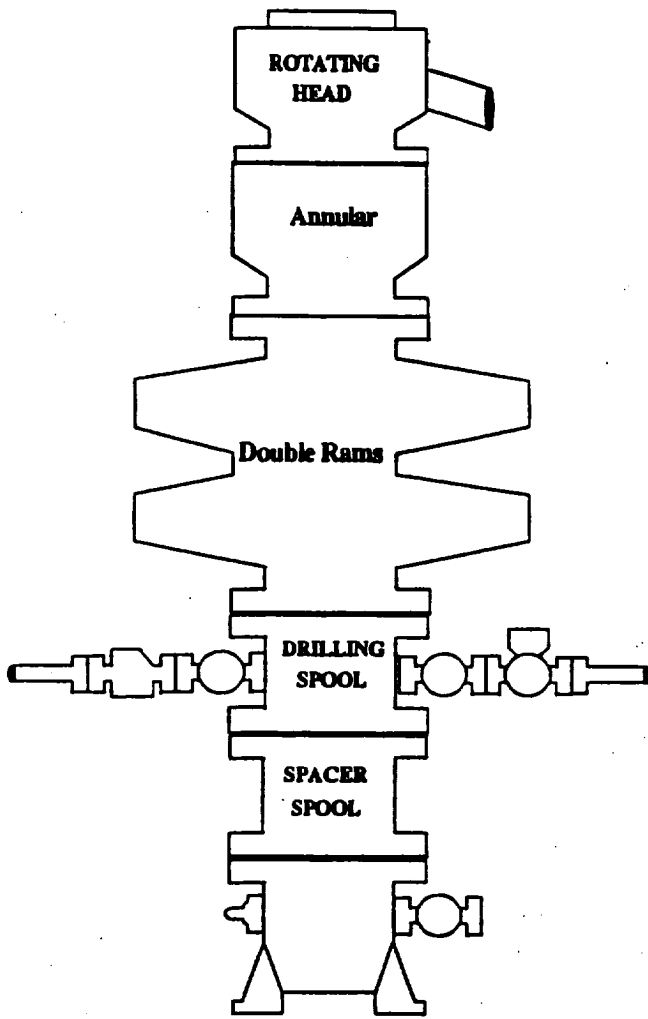 ROTATING
HEAD
Annular
Double Rams
DRILLING
SPOOL
SPACER
SPOOL